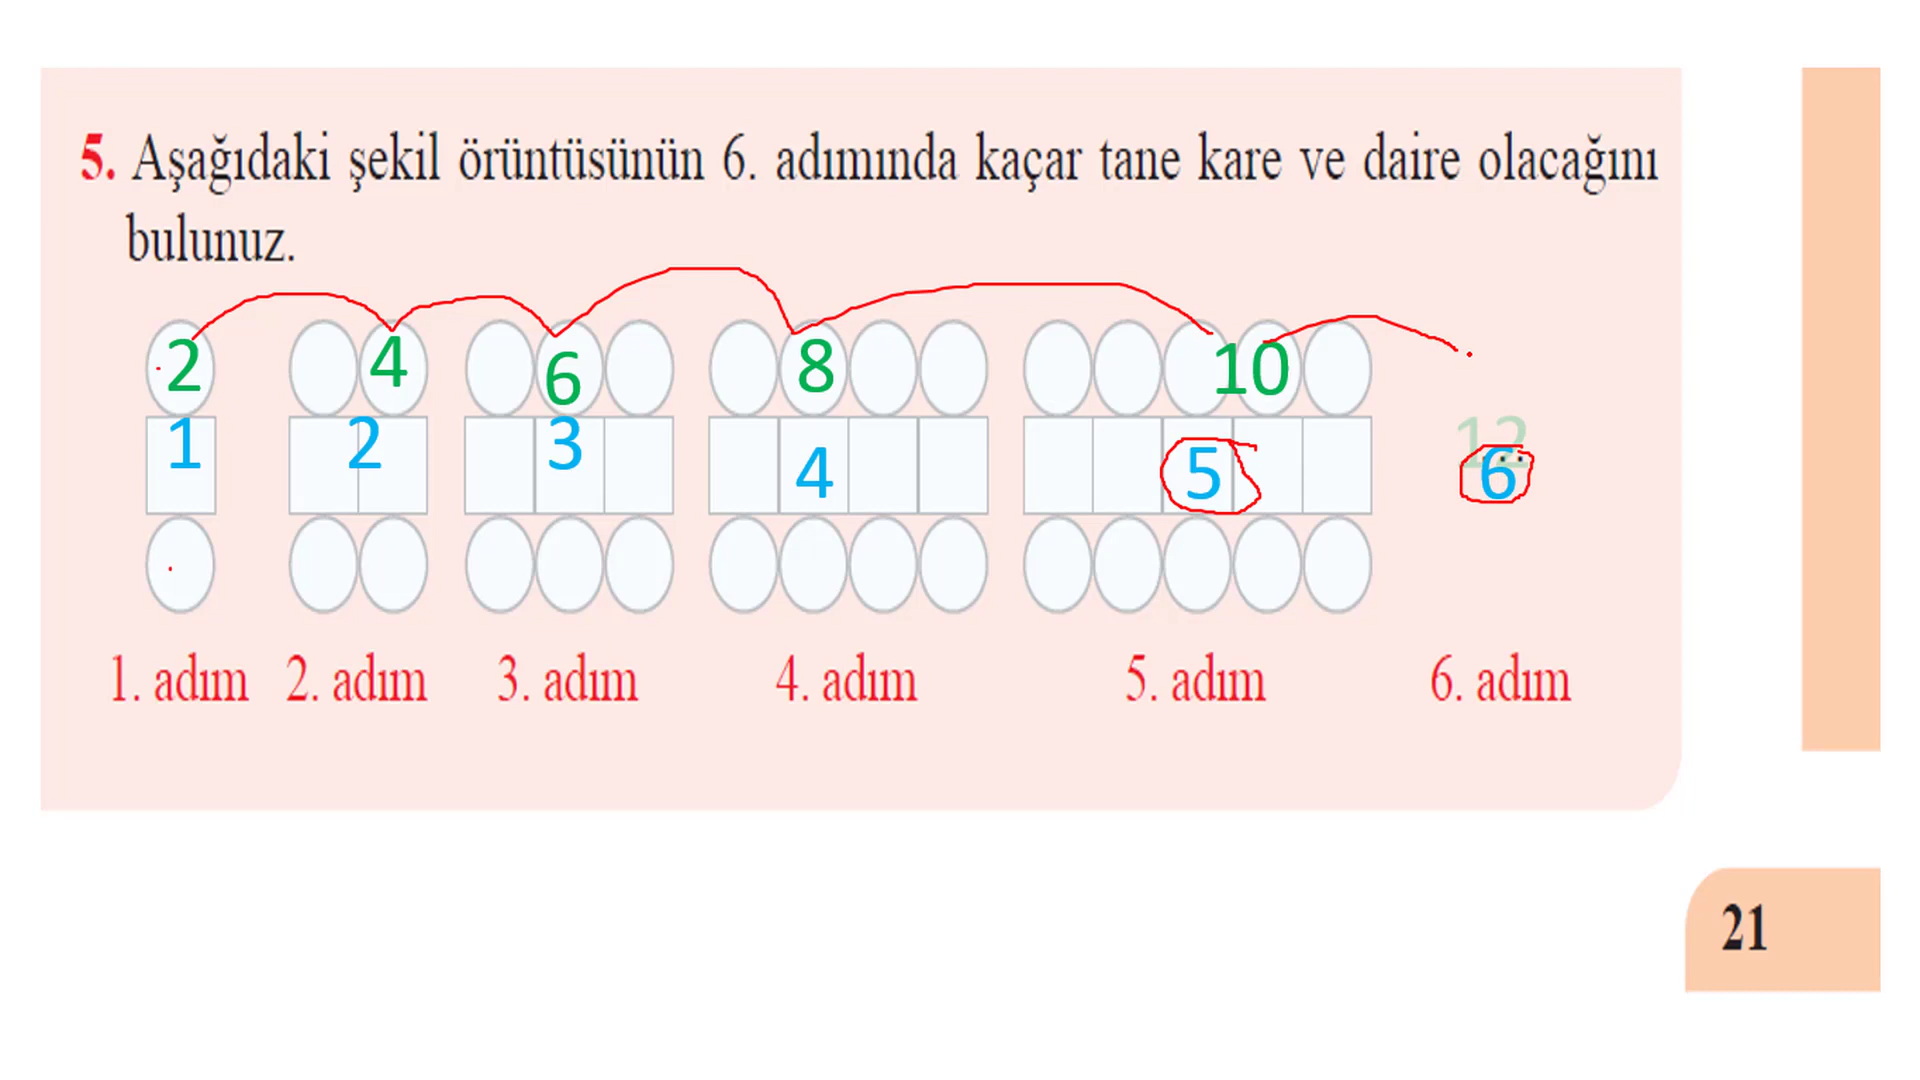 5. Aşağıdaki şekil örüntüsünün 6. adımında kaçar tane kare ve daire olacağını
bulunuz.
2 4 6 8 10
1 2 3 4 5 12
6
1. adım 2. adım 3. adım 4. adım 5. adım 6. adım
21